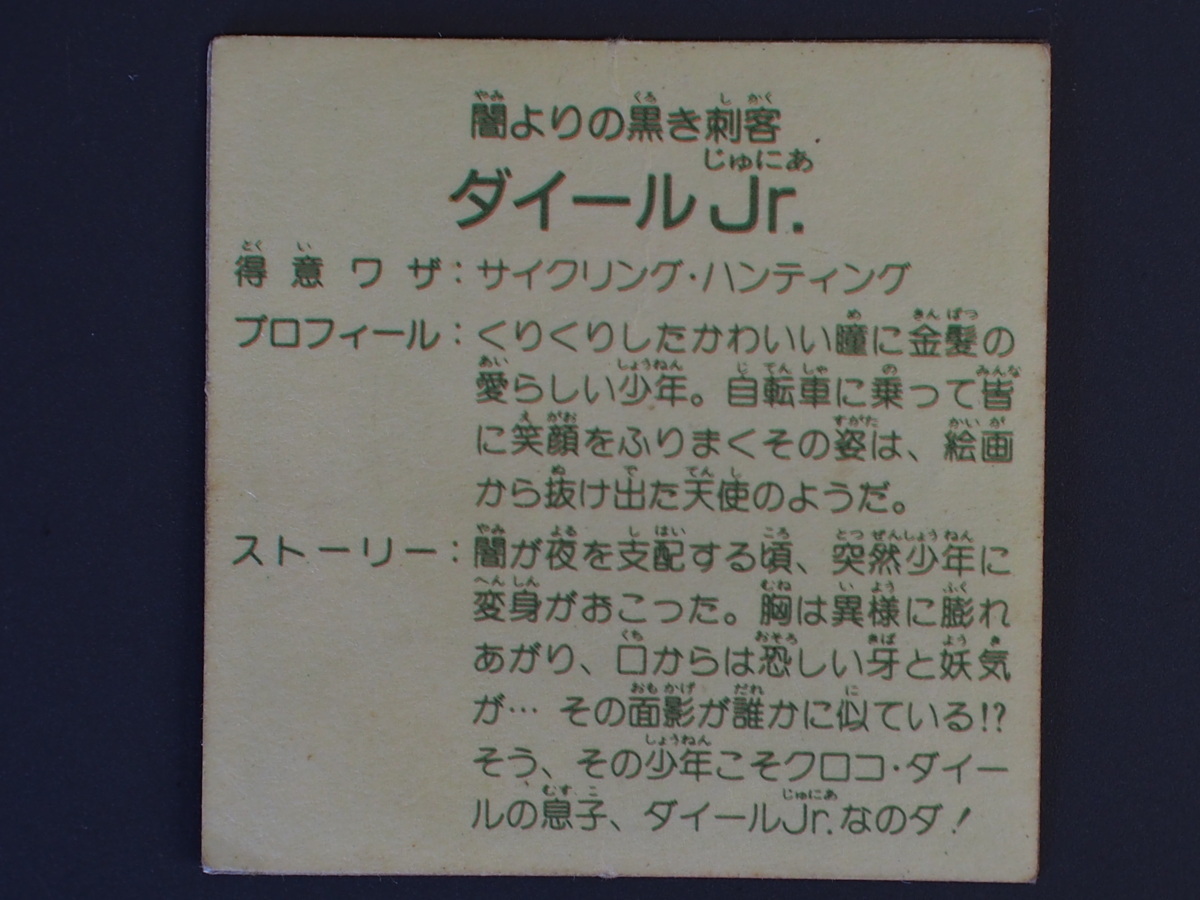 闇よりの黒き刺客
ダイールJr.
得意ワザ：サイクリング・ハンティング
プロフィール：くりくりしたかわいい瞳に金髪の
愛らしい少年。自転車に乗って皆
に笑顔をふりまくその姿は、絵画
から抜け出た天使のようだ。
ストーリー：闇が夜を支配する頃、突然少年に
変身がおこった。胸は異様に膨れ
あがり、口からは恐しい牙と妖気
が… その面影が誰かに似ている!?
そう、その少年こそクロコ・ダイー
ルの息子、ダイールJr.なのダ！